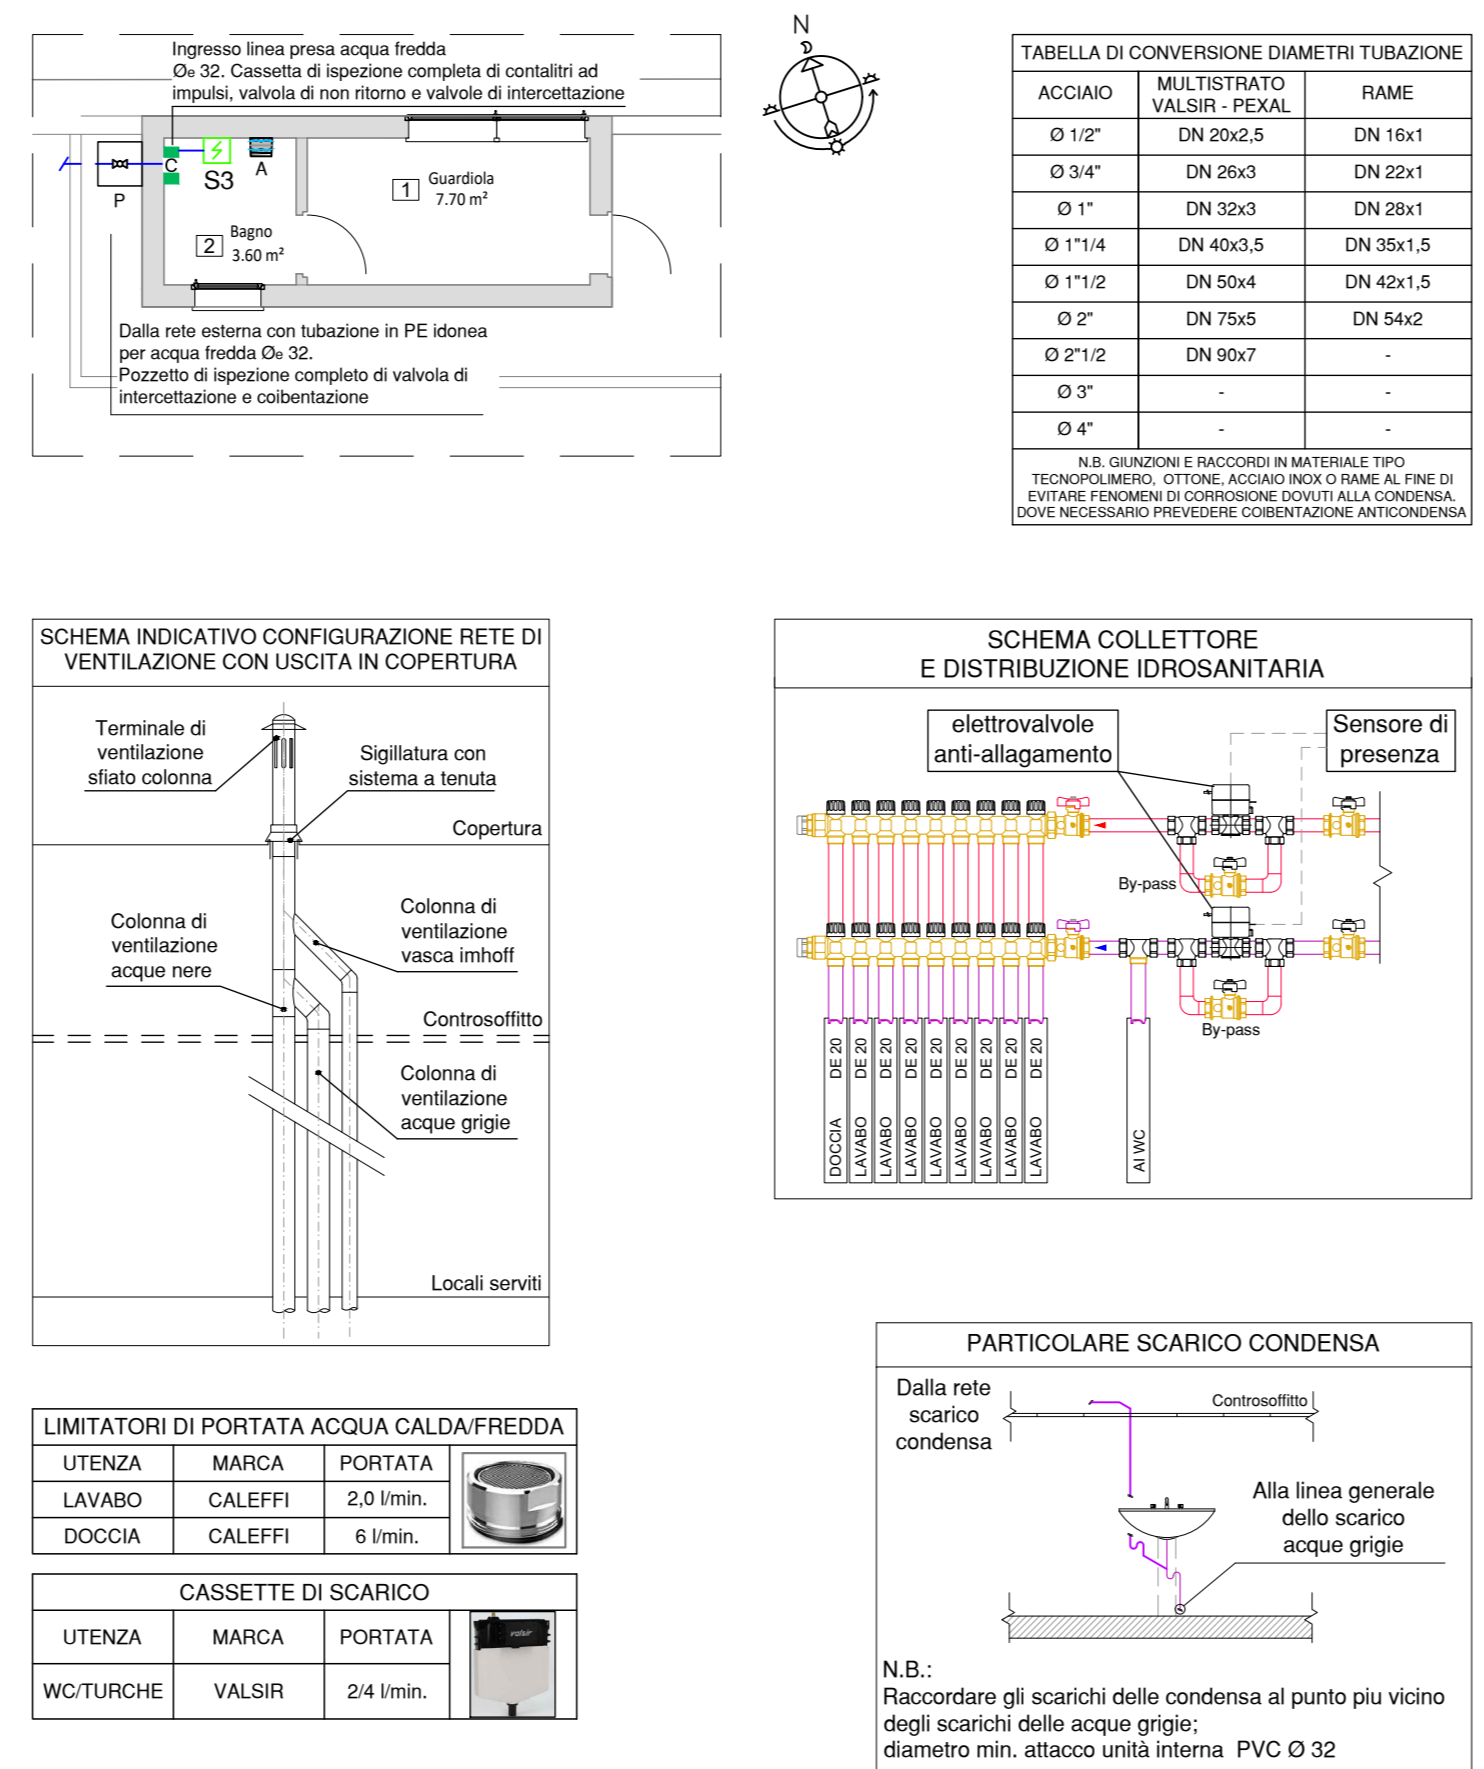 Ingresso linea presa acqua fredda
Øe 32. Cassetta di ispezione completa di contalitri ad
impulsi, valvola di non ritorno e valvole di intercettazione
P
C
S3
A
1 Guardiola
7.70 m²
2 Bagno
3.60 m²
Dalla rete esterna con tubazione in PE idonea
per acqua fredda Øe 32.
Pozzetto di ispezione completo di valvola di
intercettazione e coibentazione
N
TABELLA DI CONVERSIONE DIAMETRI TUBAZIONE
ACCIAIO MULTISTRATO VALSIR - PEXAL RAME
Ø 1/2" DN 20x2,5 DN 16x1
Ø 3/4" DN 26x3 DN 22x1
Ø 1" DN 32x3 DN 28x1
Ø 1"1/4 DN 40x3,5 DN 35x1,5
Ø 1"1/2 DN 50x4 DN 42x1,5
Ø 2" DN 75x5 DN 54x2
Ø 2"1/2 DN 90x7 -
Ø 3" - -
Ø 4" - -
N.B. GIUNZIONI E RACCORDI IN MATERIALE TIPO
TECNOPOLIMERO, OTTONE, ACCIAIO INOX O RAME AL FINE DI
EVITARE FENOMENI DI CORROSIONE DOVUTI ALLA CONDENSA.
DOVE NECESSARIO PREVEDERE COIBENTAZIONE ANTICONDENSA
SCHEMA INDICATIVO CONFIGURAZIONE RETE DI
VENTILAZIONE CON USCITA IN COPERTURA
Terminale di
ventilazione
sfiato colonna
Sigillatura con
sistema a tenuta
Copertura
Colonna di
ventilazione
acque nere
Colonna di
ventilazione
vasca imhoff
Controsoffitto
Colonna di
ventilazione
acque grigie
Locali serviti
SCHEMA COLLETTORE
E DISTRIBUZIONE IDROSANITARIA
elettrovalvole
anti-allagamento
Sensore di
presenza
By-pass
By-pass
DOCCIA DE 20
LAVABO DE 20
LAVABO DE 20
LAVABO DE 20
LAVABO DE 20
LAVABO DE 20
LAVABO DE 20
LAVABO DE 20
LAVABO DE 20
AI WC
LIMITATORI DI PORTATA ACQUA CALDA/FREDDA
UTENZA MARCA PORTATA
LAVABO CALEFFI 2,0 l/min.
DOCCIA CALEFFI 6 l/min.
CASSETTE DI SCARICO
UTENZA MARCA PORTATA
WC/TURCHE VALSIR 2/4 l/min.
valsir
PARTICOLARE SCARICO CONDENSA
Dalla rete
scarico
condensa
Controsoffitto
Alla linea generale
dello scarico
acque grigie
N.B.:
Raccordare gli scarichi delle condensa al punto piu vicino
degli scarichi delle acque grigie;
diametro min. attacco unità interna PVC Ø 32